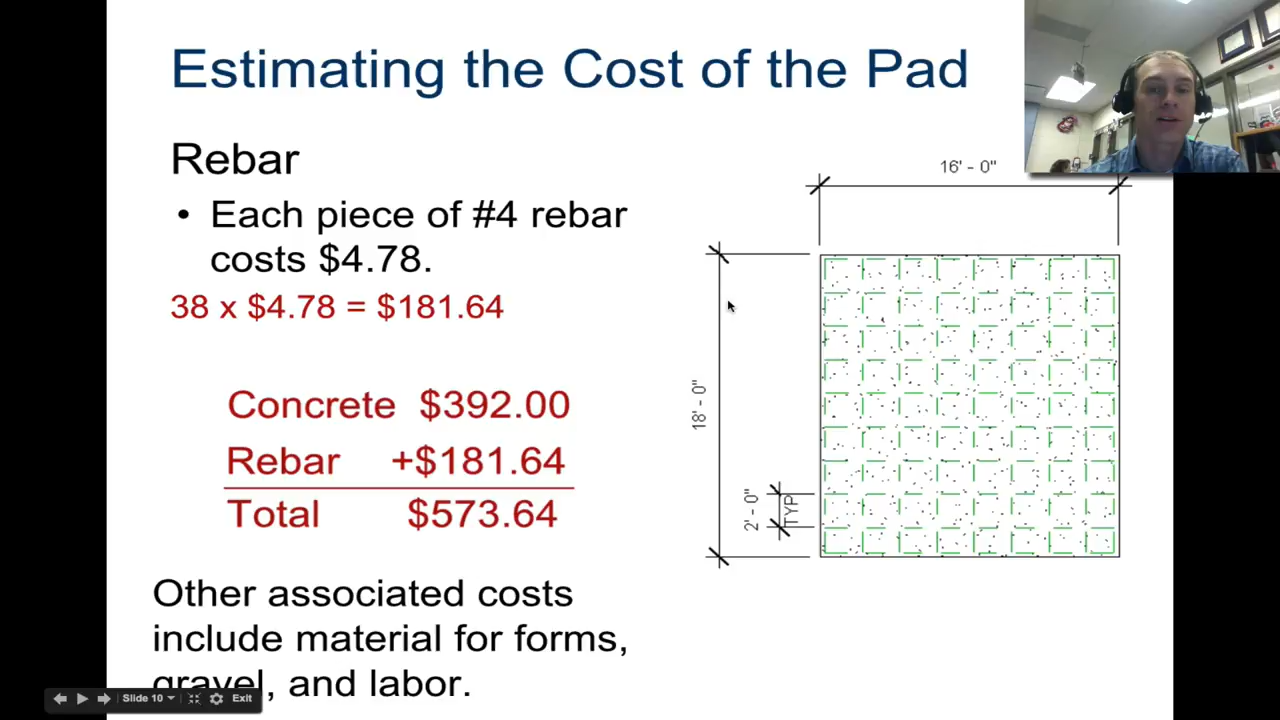 Estimating the Cost of the Pad
Rebar
• Each piece of #4 rebar
costs $4.78.
38 x $4.78 = $181.64
Concrete $392.00
Rebar +$181.64
Total $573.64
Other associated costs
include material for forms,
gravel, and labor.
16' - 0"
18' - 0"
2' - 0"
TYP
Slide 10
Exit